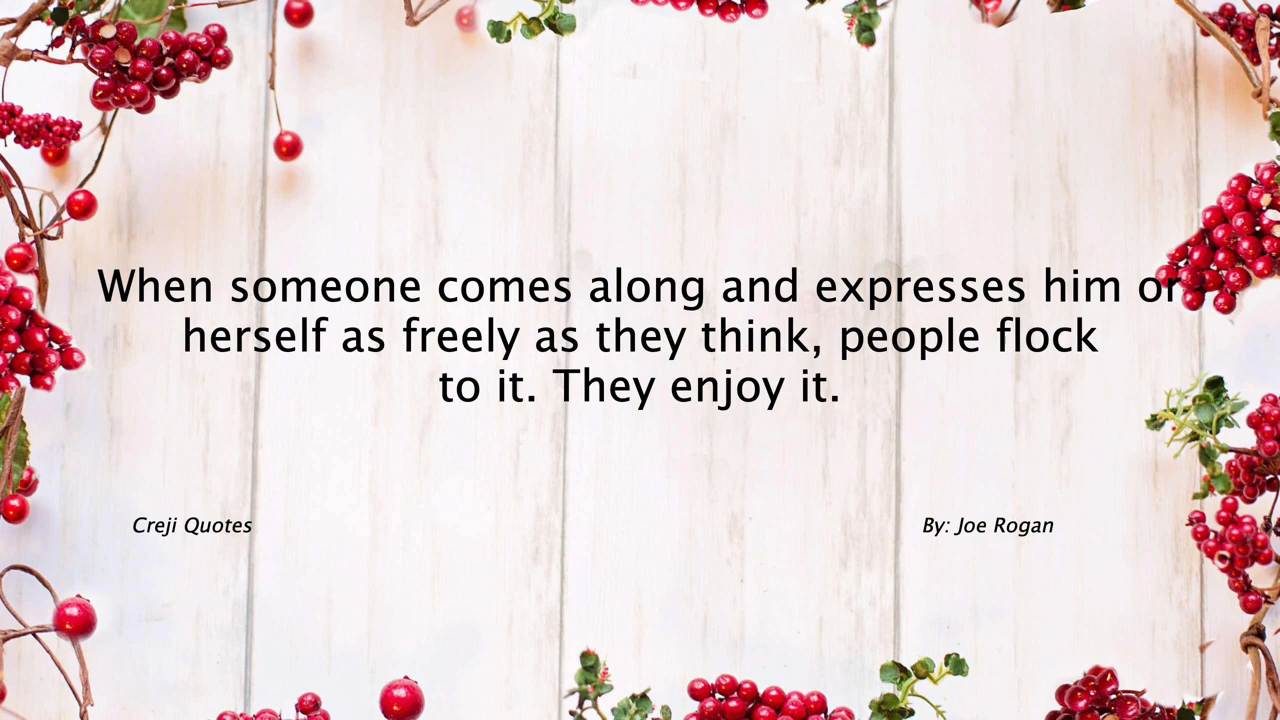 When someone comes along and expresses him or
herself as freely as they think, people flock
to it. They enjoy it.
Creji Quotes
By: Joe Rogan